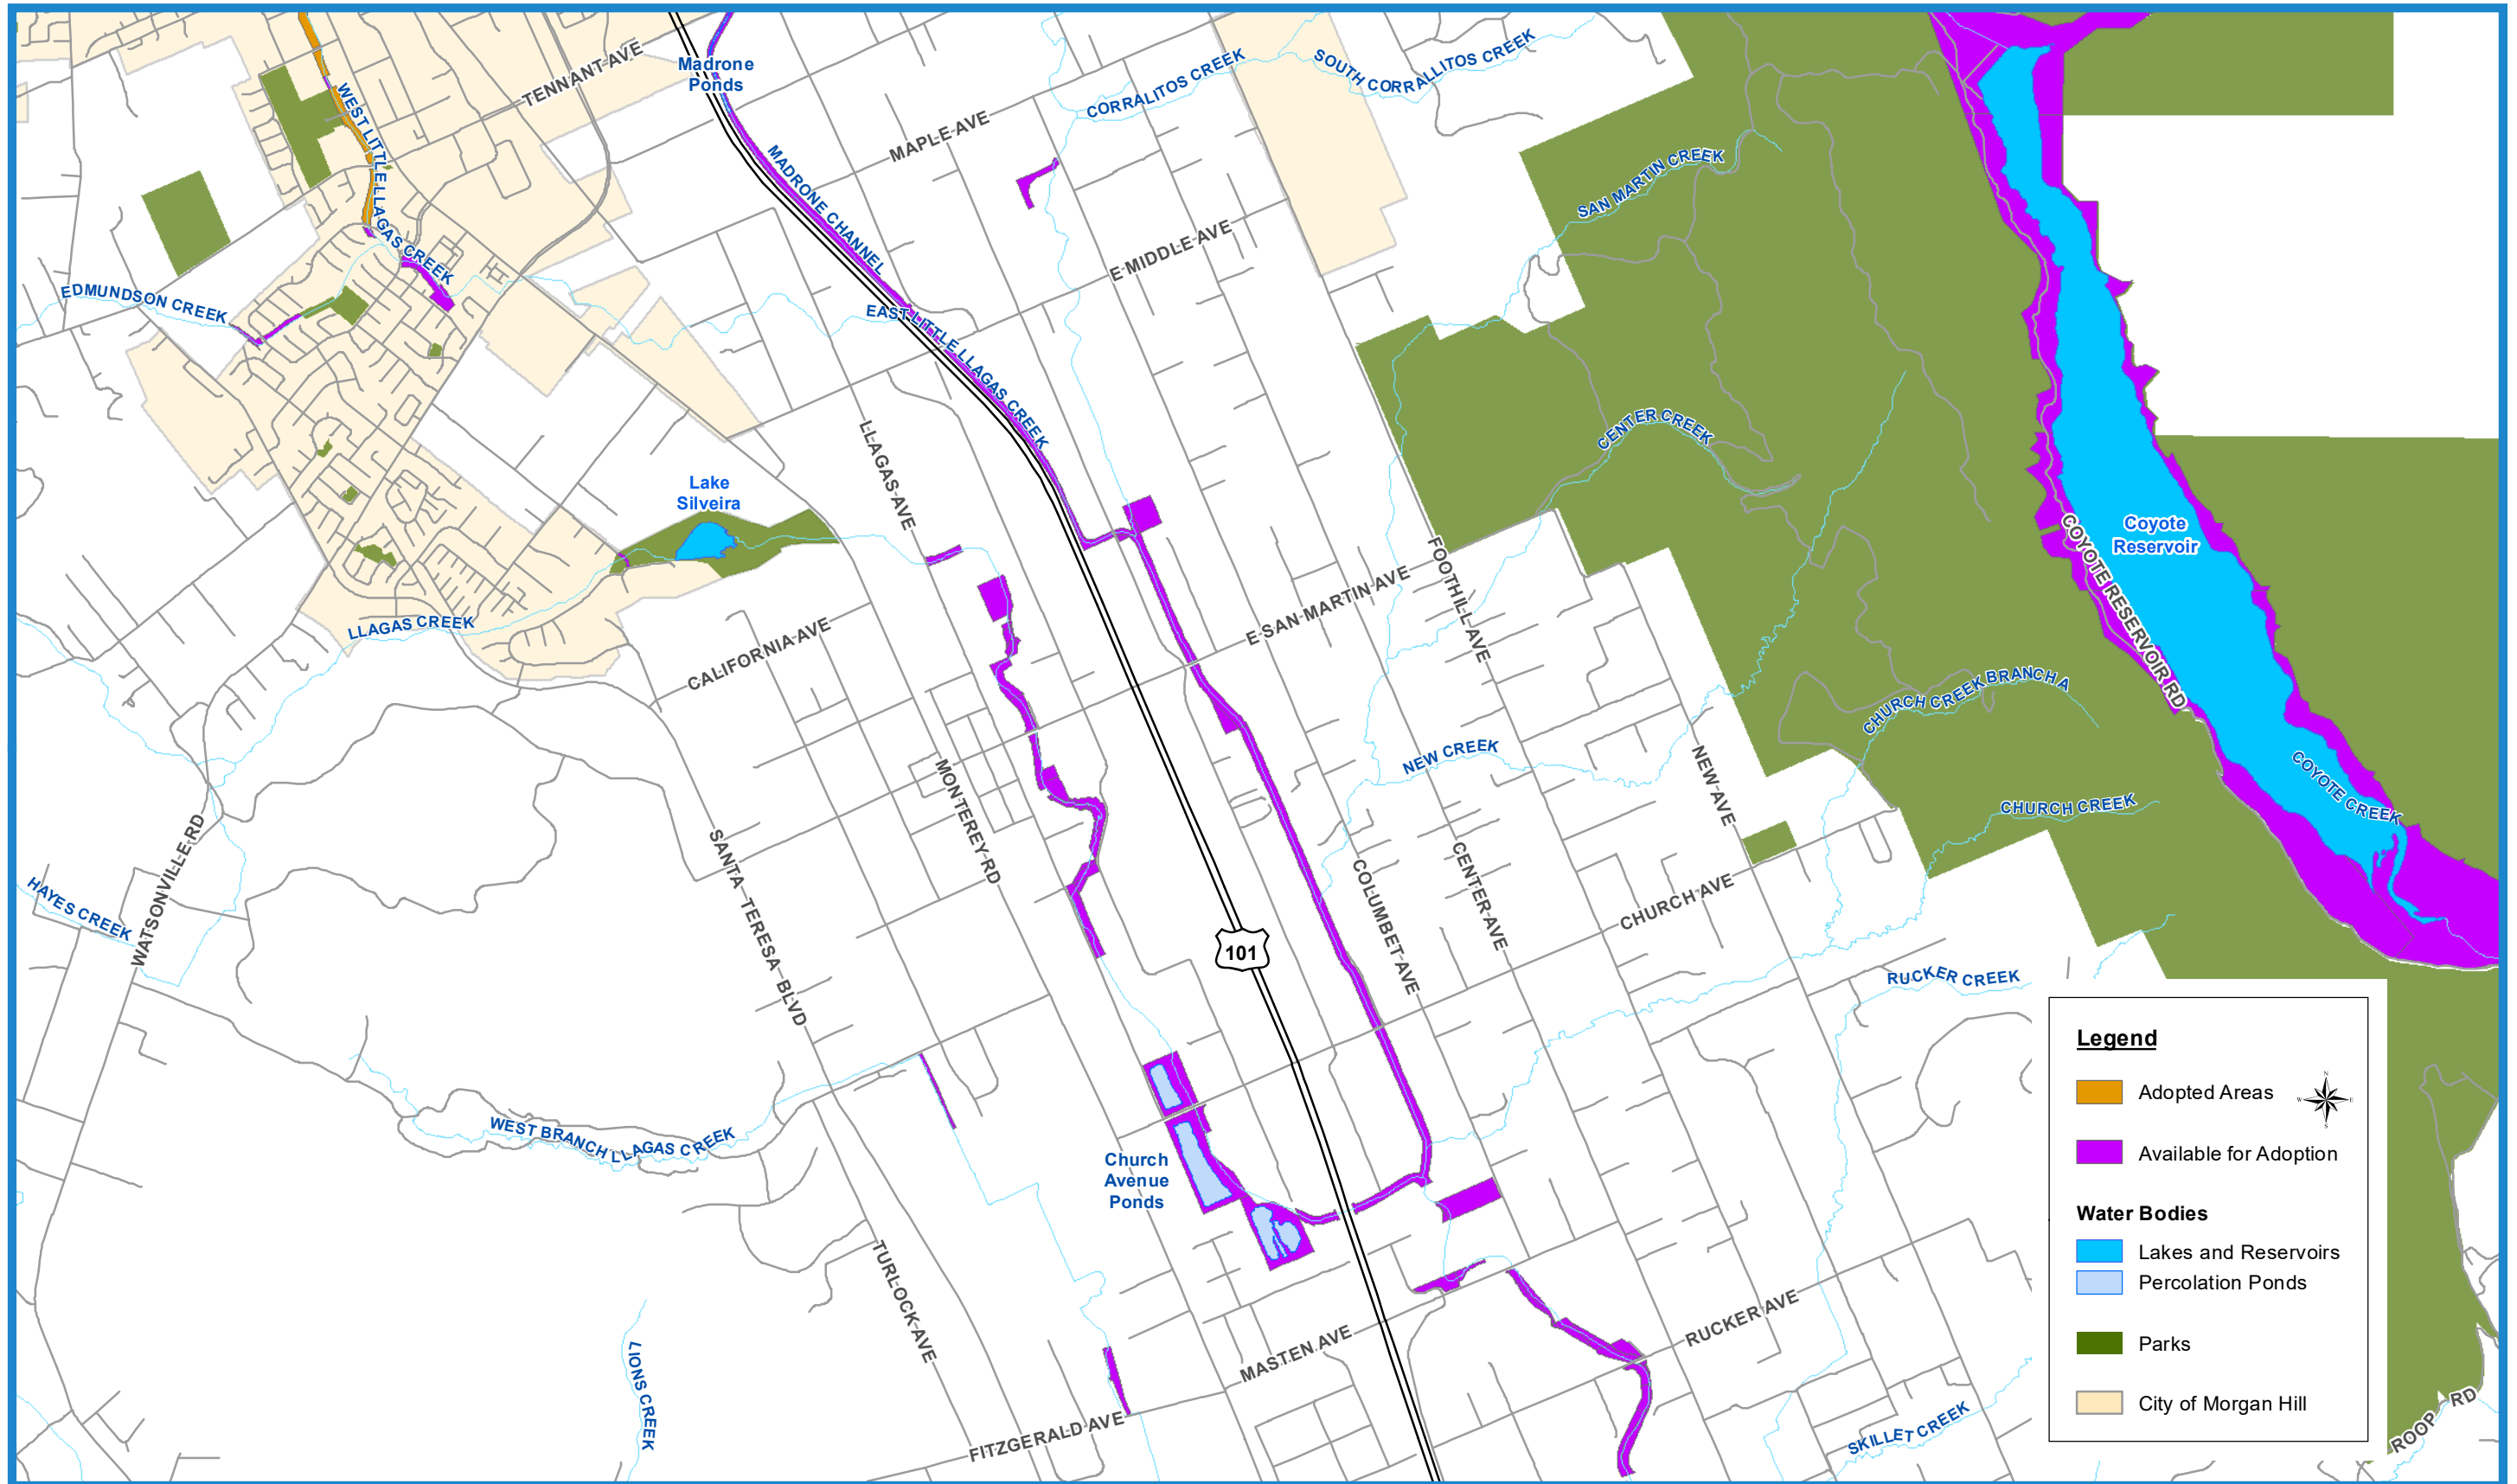 TENNANT AVE
Madrone
Ponds
CORRALITOS CREEK
SOUTH CORRALLITOS CREEK
WEST LITTLE LLAGAS CREEK
MAPLE AVE
MADRONE CHANNEL
SAN MARTIN CREEK
E MIDDLE AVE
EDMUNDSON CREEK
EAST LITTLE LLAGAS CREEK
LLAGAS AVE
CENTER CREEK
Lake
Silveira
Coyote
Reservoir
COYOTE RESERVOIR RD
FOOTHILL AVE
E SAN MARTIN AVE
LLAGAS CREEK
CALIFORNIA AVE
CHURCH CREEK BRANCH A
NEW CREEK
NEW AVE
COYOTE CREEK
CHURCH CREEK
MONTEREY RD
SANTA TERESA BLVD
WATSONVILLE RD
HAYES CREEK
COLUMBET AVE
CENTER AVE
CHURCH AVE
101
RUCKER CREEK
WEST BRANCH LLAGAS CREEK
Church
Avenue
Ponds
TURLOCK AVE
LIONS CREEK
MASTEN AVE
RUCKER AVE
FITZGERALD AVE
SKILLET CREEK
ROOP RD
Legend
Adopted Areas
N
W E
S
Available for Adoption
Water Bodies
Lakes and Reservoirs
Percolation Ponds
Parks
City of Morgan Hill